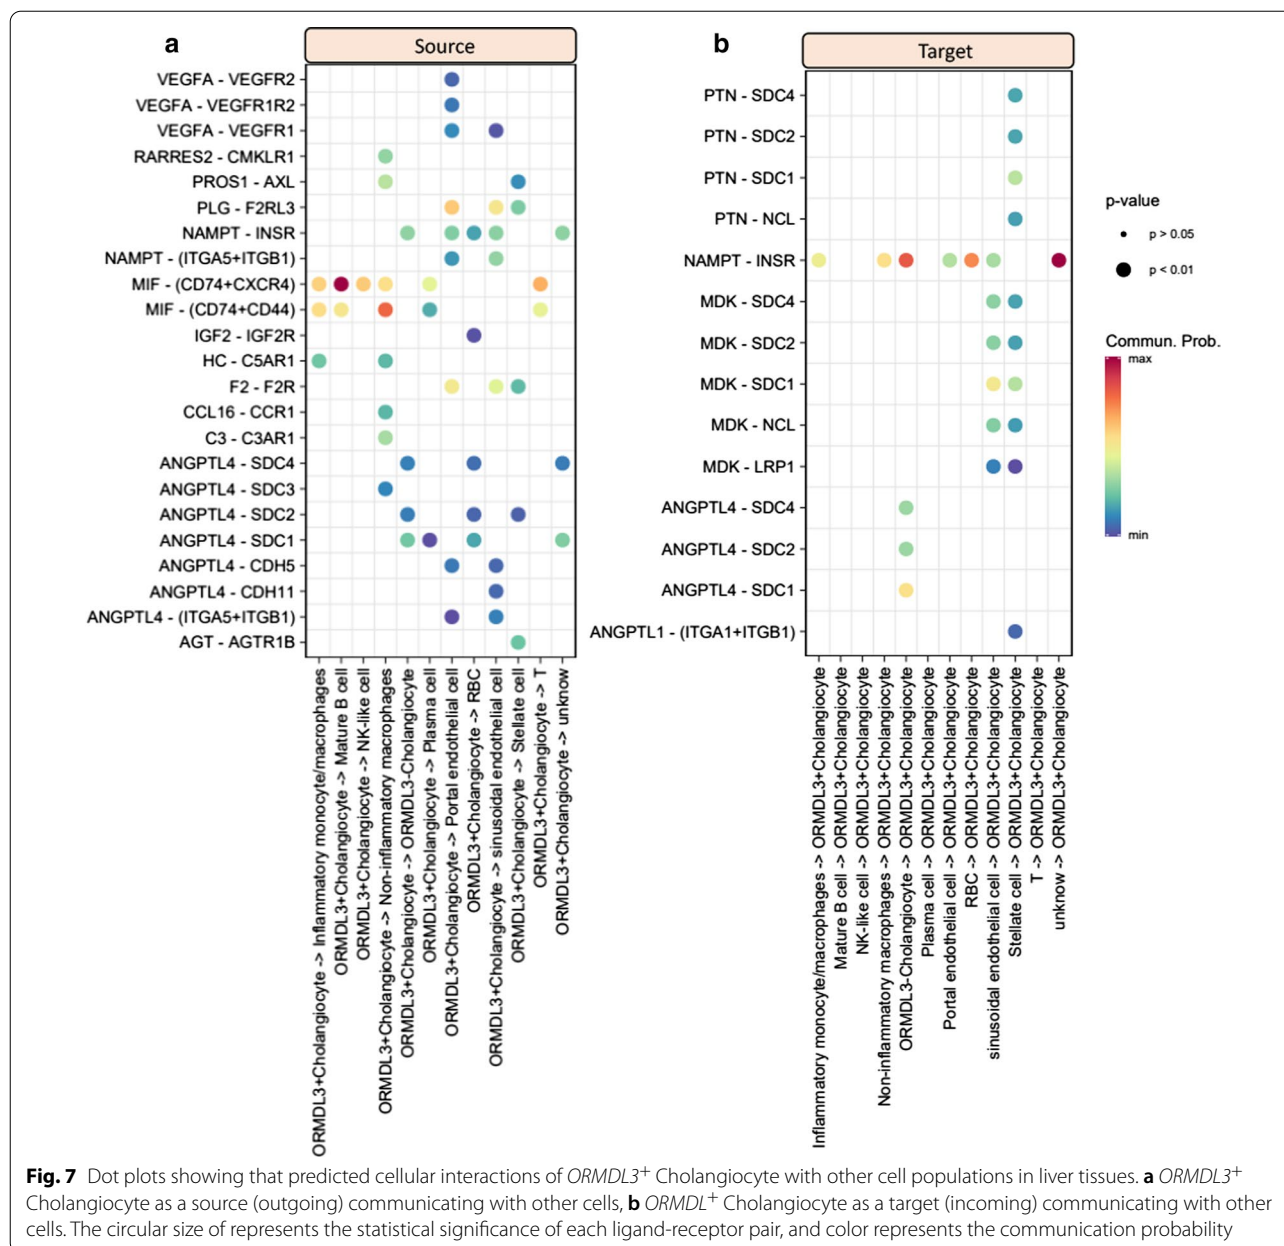 a
Source
VEGFA - VEGFR2
VEGFA - VEGFR1R2
VEGFA - VEGFR1
RARRES2 - CMKLR1
PROS1 - AXL
PLG - F2RL3
NAMPT - INSR
NAMPT - (ITGA5+ITGB1)
MIF - (CD74+CXCR4)
MIF - (CD74+CD44)
IGF2 - IGF2R
HC - C5AR1
F2 - F2R
CCL16 - CCR1
C3 - C3AR1
ANGPTL4 - SDC4
ANGPTL4 - SDC3
ANGPTL4 - SDC2
ANGPTL4 - SDC1
ANGPTL4 - CDH5
ANGPTL4 - CDH11
ANGPTL4 - (ITGA5+ITGB1)
AGT - AGTR1B
ORMDL3+Cholangiocyte -> Inflammatory monocyte/macrophages
ORMDL3+Cholangiocyte -> Mature B cell
ORMDL3+Cholangiocyte -> NK-like cell
ORMDL3+Cholangiocyte -> Non-inflammatory macrophages
ORMDL3+Cholangiocyte -> ORMDL3-Cholangiocyte
ORMDL3+Cholangiocyte -> Plasma cell
ORMDL3+Cholangiocyte -> Portal endothelial cell
ORMDL3+Cholangiocyte -> RBC
ORMDL3+Cholangiocyte -> sinusoidal endothelial cell
ORMDL3+Cholangiocyte -> Stellate cell
ORMDL3+Cholangiocyte -> T
ORMDL3+Cholangiocyte -> unknow
b
Target
PTN - SDC4
PTN - SDC2
PTN - SDC1
PTN - NCL
NAMPT - INSR
MDK - SDC4
MDK - SDC2
MDK - SDC1
MDK - NCL
MDK - LRP1
ANGPTL4 - SDC4
ANGPTL4 - SDC2
ANGPTL4 - SDC1
ANGPTL1 - (ITGA1+ITGB1)
Inflammatory monocyte/macrophages -> ORMDL3+Cholangiocyte
Mature B cell -> ORMDL3+Cholangiocyte
NK-like cell -> ORMDL3+Cholangiocyte
Non-inflammatory macrophages -> ORMDL3+Cholangiocyte
ORMDL3-Cholangiocyte -> ORMDL3+Cholangiocyte
Plasma cell -> ORMDL3+Cholangiocyte
Portal endothelial cell -> ORMDL3+Cholangiocyte
RBC -> ORMDL3+Cholangiocyte
sinusoidal endothelial cell -> ORMDL3+Cholangiocyte
Stellate cell -> ORMDL3+Cholangiocyte
T -> ORMDL3+Cholangiocyte
unknow -> ORMDL3+Cholangiocyte
p-value
p > 0.05
p < 0.01
Commun. Prob.
max
min
Fig. 7 Dot plots showing that predicted cellular interactions of ORMDL3⁺ Cholangiocyte with other cell populations in liver tissues. a ORMDL3⁺
Cholangiocyte as a source (outgoing) communicating with other cells, b ORMDL⁺ Cholangiocyte as a target (incoming) communicating with other
cells. The circular size of represents the statistical significance of each ligand-receptor pair, and color represents the communication probability